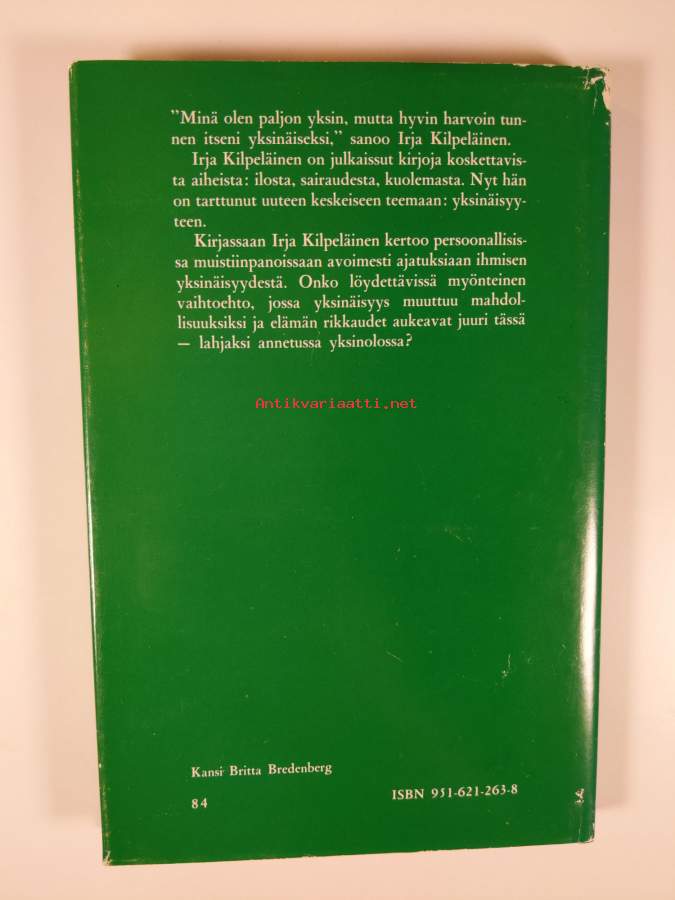 ”Minä olen paljon yksin, mutta hyvin harvoin tun-
nen itseni yksinäiseksi,” sanoo Irja Kilpeläinen.
Irja Kilpeläinen on julkaissut kirjoja koskettavis-
ta aiheista: ilosta, sairaudesta, kuolemasta. Nyt hän
on tarttunut uuteen keskeiseen teemaan: yksinäisyy-
teen.
Kirjassaan Irja Kilpeläinen kertoo persoonallisis-
sa muistiinpanoissaan avoimesti ajatuksiaan ihmisen
yksinäisyydestä. Onko löydettävissä myönteinen
vaihtoehto, jossa yksinäisyys muuttuu mahdol-
lisuuksiksi ja elämän rikkaudet aukeavat juuri tässä
— lahjaksi annetussa yksinolossa?
Antikvariaatti.net
Kansi Britta Bredenberg
84
ISBN 951-621-263-8